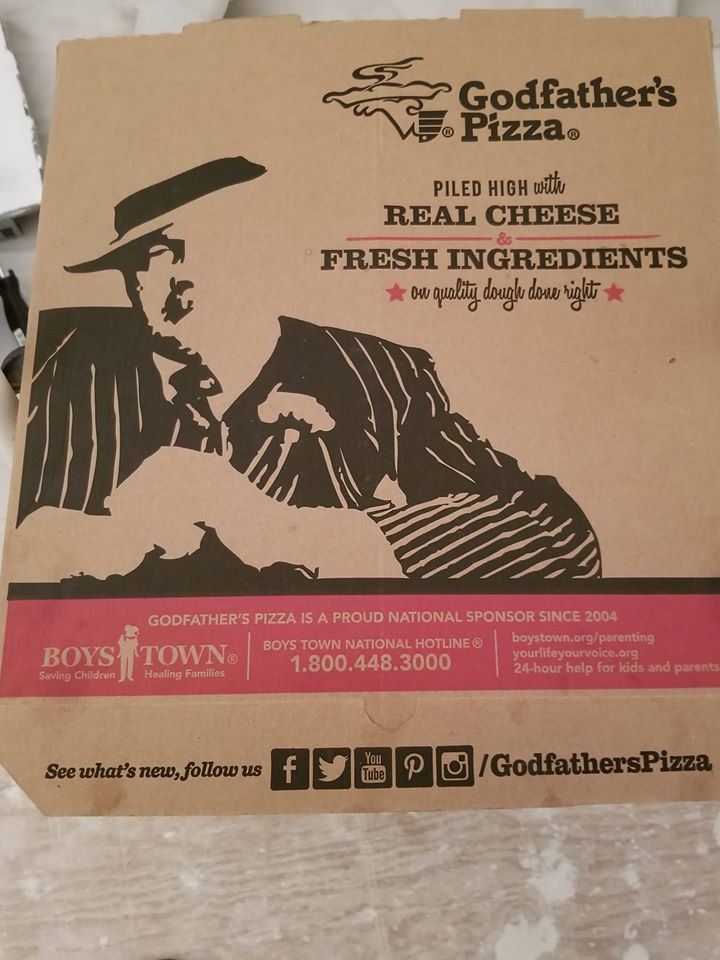 Godfather's
Pizza®
®
PILED HIGH with
REAL CHEESE
&
FRESH INGREDIENTS
on quality dough done right
GODFATHER'S PIZZA IS A PROUD NATIONAL SPONSOR SINCE 2004
BOYS TOWN®
Saving Children Healing Families
BOYS TOWN NATIONAL HOTLINE®
1.800.448.3000
boystown.org/parenting
yourlifeyourvoice.org
24-hour help for kids and parents
See what's new, follow us f You Tube P /GodfathersPizza